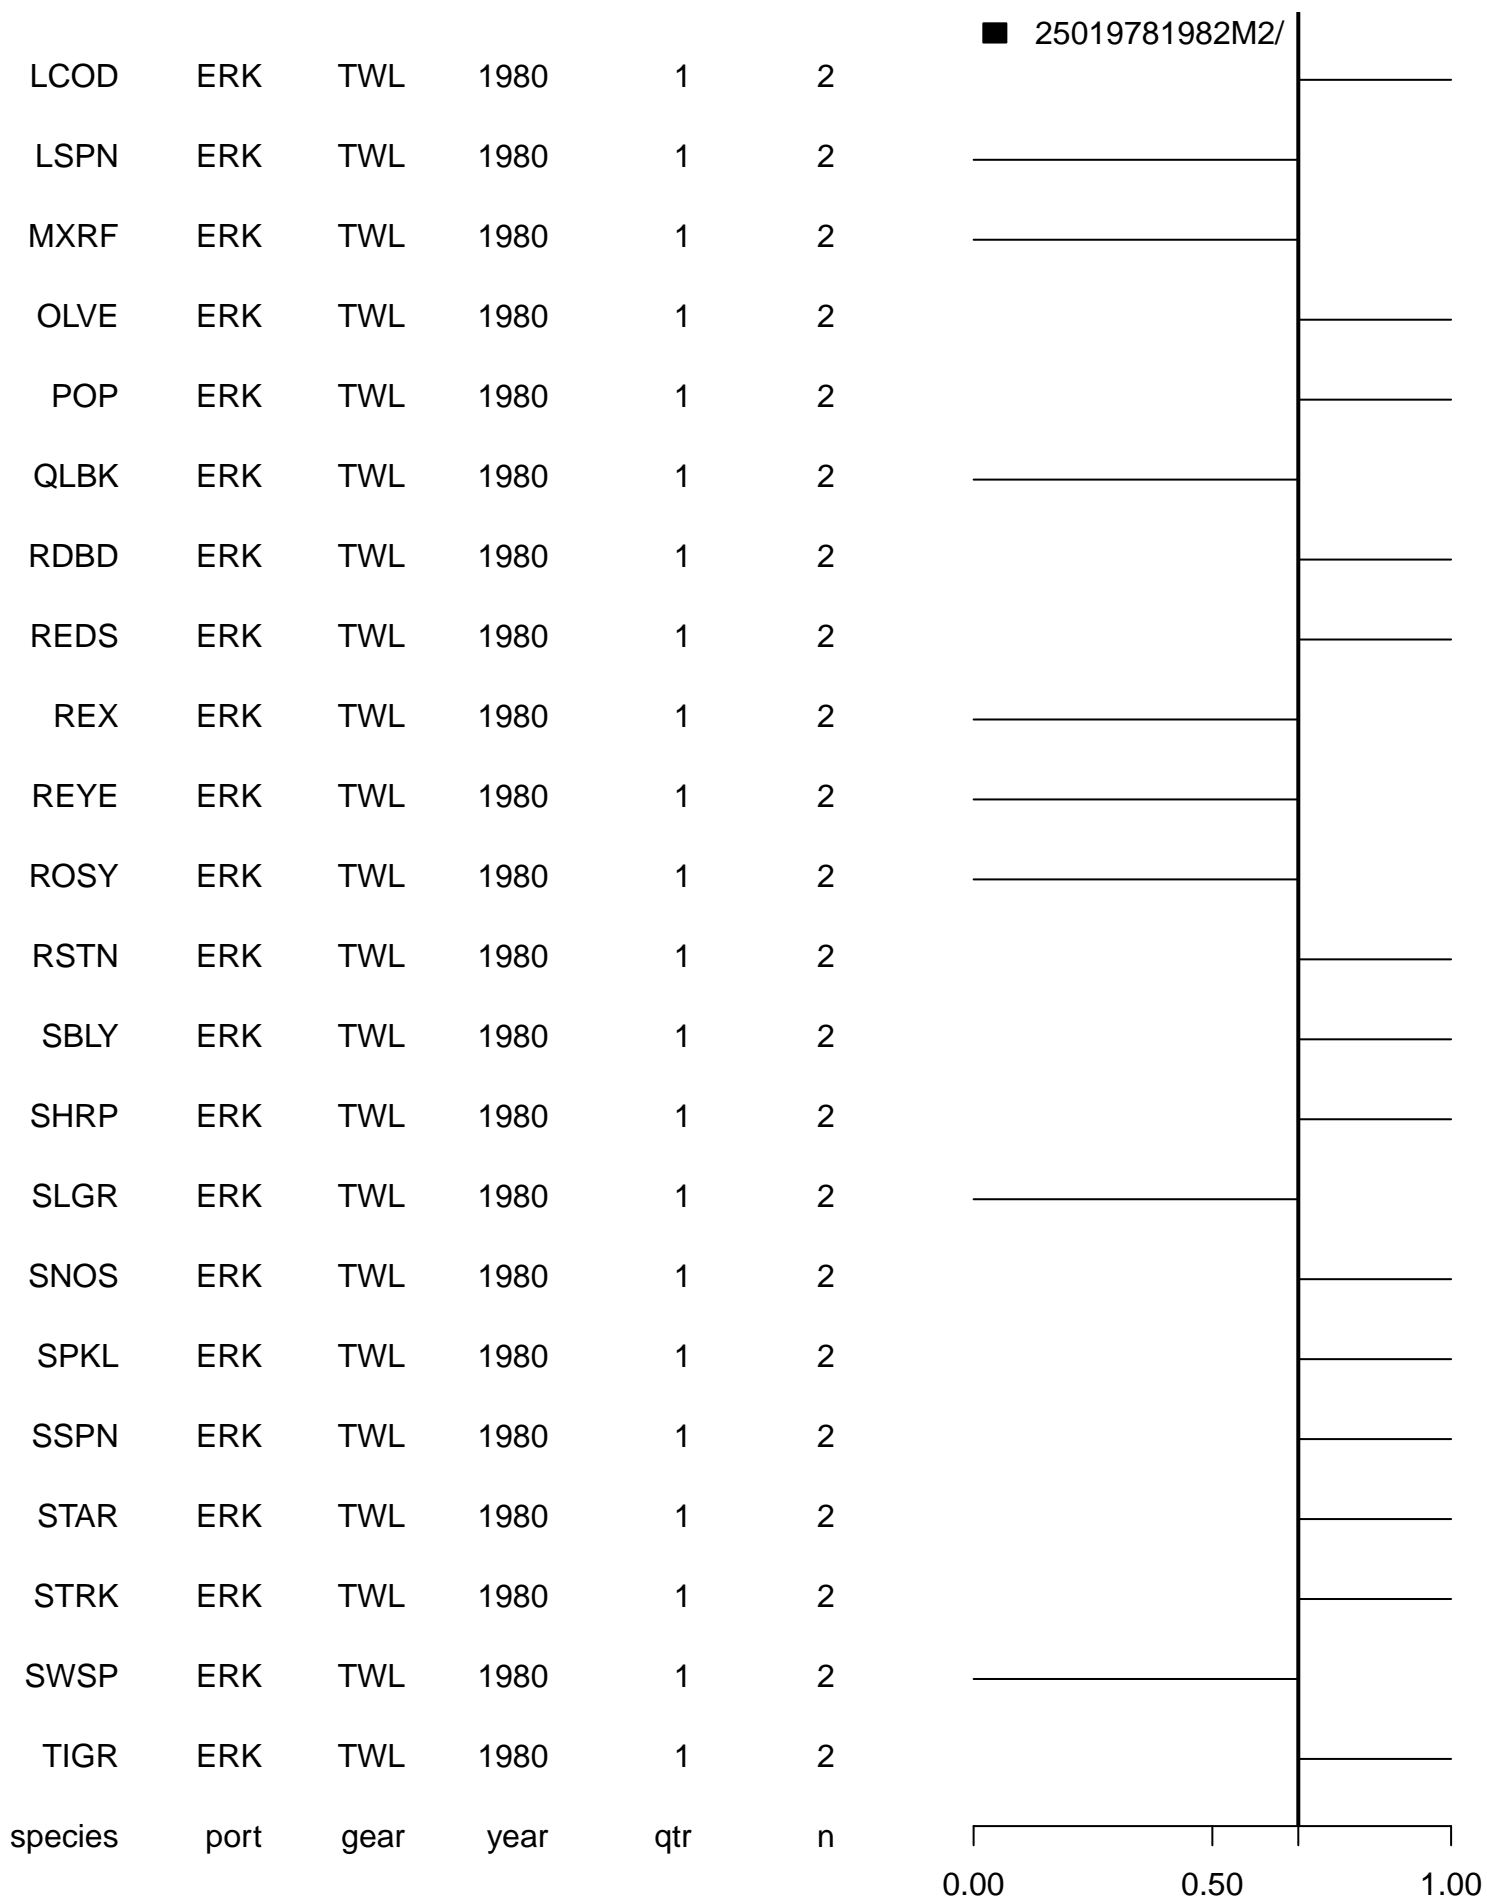 25019781982M2/
LCOD ERK TWL 1980 1 2
LSPN ERK TWL 1980 1 2
MXRF ERK TWL 1980 1 2
OLVE ERK TWL 1980 1 2
POP ERK TWL 1980 1 2
QLBK ERK TWL 1980 1 2
RDBD ERK TWL 1980 1 2
REDS ERK TWL 1980 1 2
REX ERK TWL 1980 1 2
REYE ERK TWL 1980 1 2
ROSY ERK TWL 1980 1 2
RSTN ERK TWL 1980 1 2
SBLY ERK TWL 1980 1 2
SHRP ERK TWL 1980 1 2
SLGR ERK TWL 1980 1 2
SNOS ERK TWL 1980 1 2
SPKL ERK TWL 1980 1 2
SSPN ERK TWL 1980 1 2
STAR ERK TWL 1980 1 2
STRK ERK TWL 1980 1 2
SWSP ERK TWL 1980 1 2
TIGR ERK TWL 1980 1 2
species port gear year qtr n
0.00 0.50 1.00